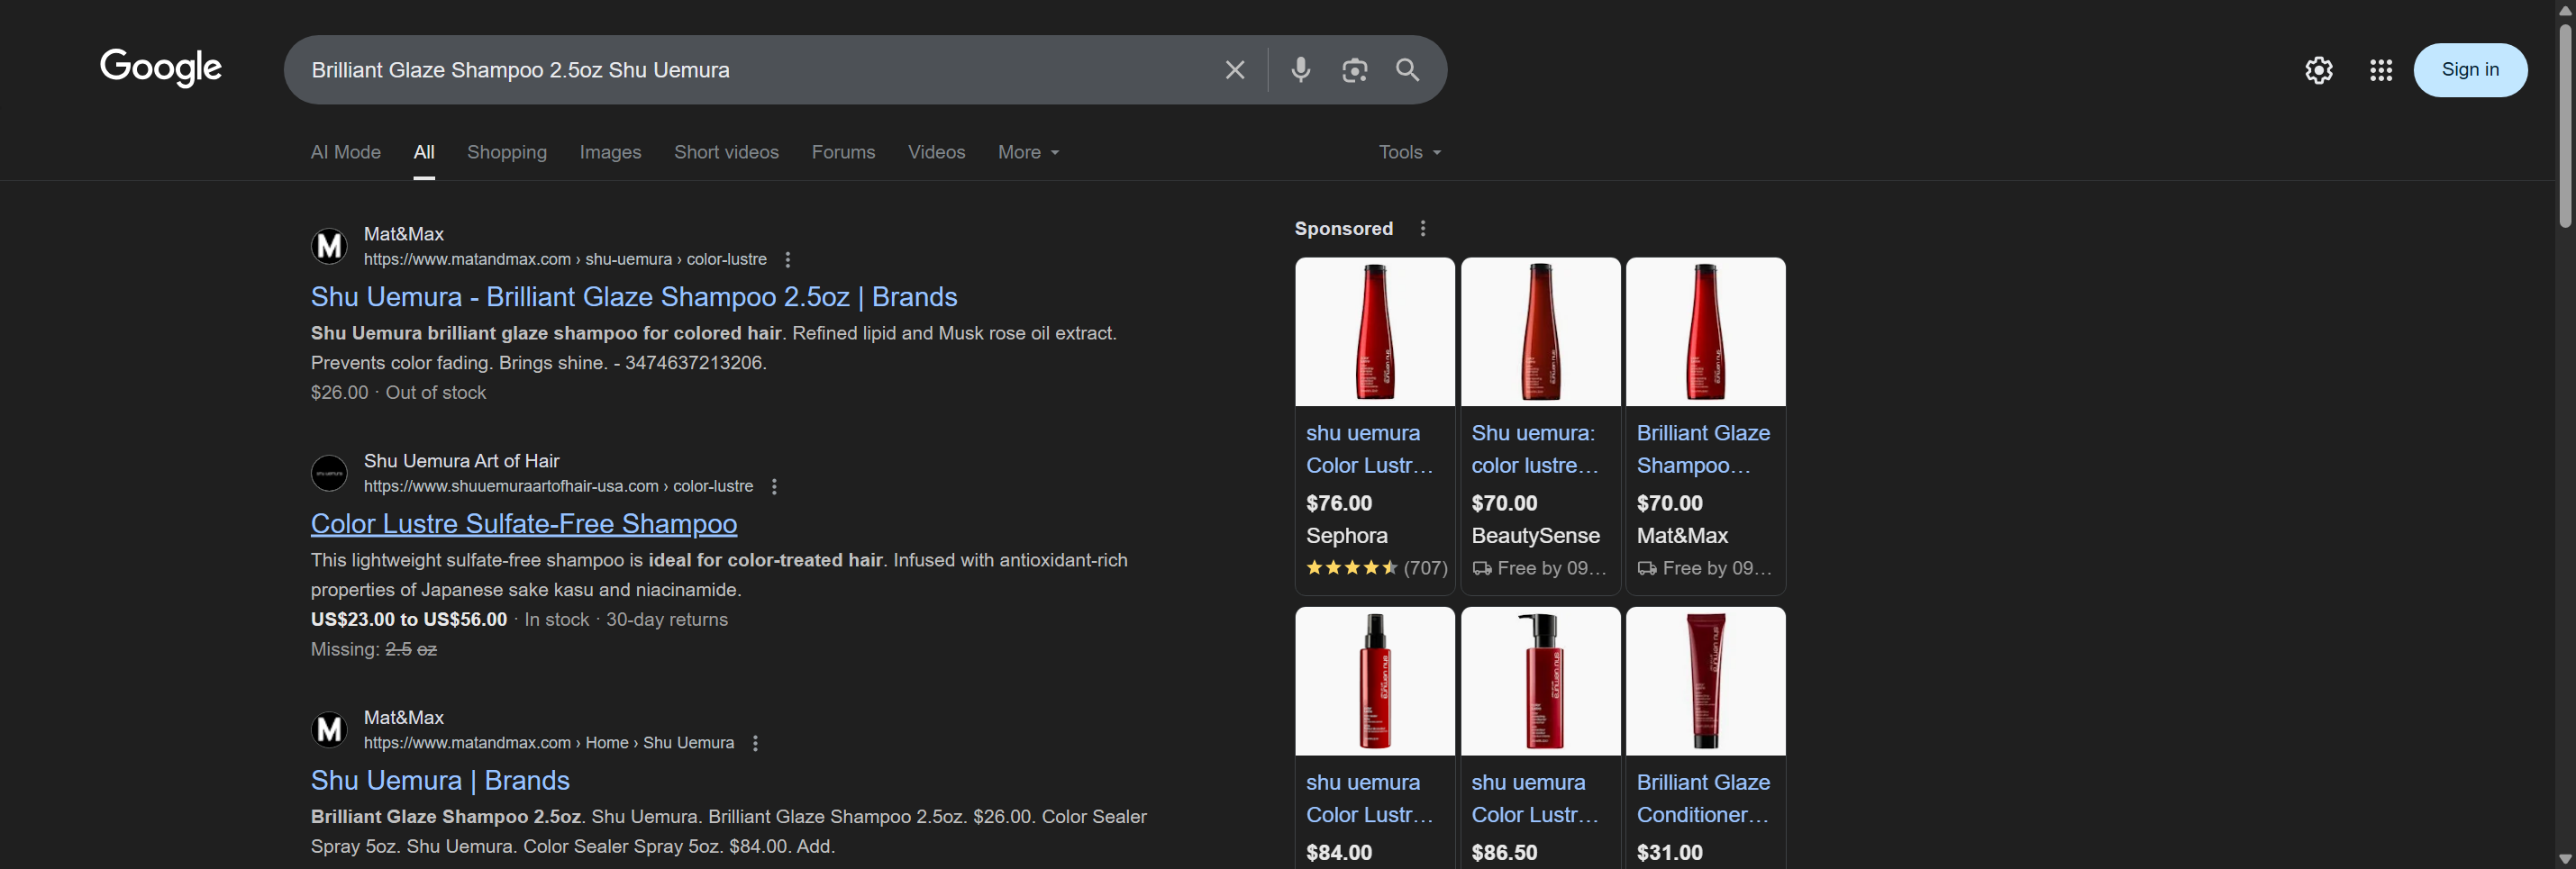 Google
Brilliant Glaze Shampoo 2.5oz Shu Uemura
Sign in
AI Mode
All
Shopping
Images
Short videos
Forums
Videos
More
Tools
M
Mat&Max
https://www.matandmax.com › shu-uemura › color-lustre
Shu Uemura - Brilliant Glaze Shampoo 2.5oz | Brands
Shu Uemura brilliant glaze shampoo for colored hair. Refined lipid and Musk rose oil extract.
Prevents color fading. Brings shine. - 3474637213206.
$26.00 · Out of stock
Shu Uemura Art of Hair
https://www.shuuemuraartofhair-usa.com › color-lustre
Color Lustre Sulfate-Free Shampoo
This lightweight sulfate-free shampoo is ideal for color-treated hair. Infused with antioxidant-rich
properties of Japanese sake kasu and niacinamide.
US$23.00 to US$56.00 · In stock · 30-day returns
Missing: 2.5 oz
M
Mat&Max
https://www.matandmax.com › Home › Shu Uemura
Shu Uemura | Brands
Brilliant Glaze Shampoo 2.5oz. Shu Uemura. Brilliant Glaze Shampoo 2.5oz. $26.00. Color Sealer
Spray 5oz. Shu Uemura. Color Sealer Spray 5oz. $84.00. Add.
Sponsored
shu uemura
Color Lustr...
$76.00
Sephora
(707)
Shu uemura:
color lustre...
$70.00
BeautySense
Free by 09...
Brilliant Glaze
Shampoo...
$70.00
Mat&Max
Free by 09...
shu uemura
Color Lustr...
$84.00
shu uemura
Color Lustr...
$86.50
Brilliant Glaze
Conditioner...
$31.00